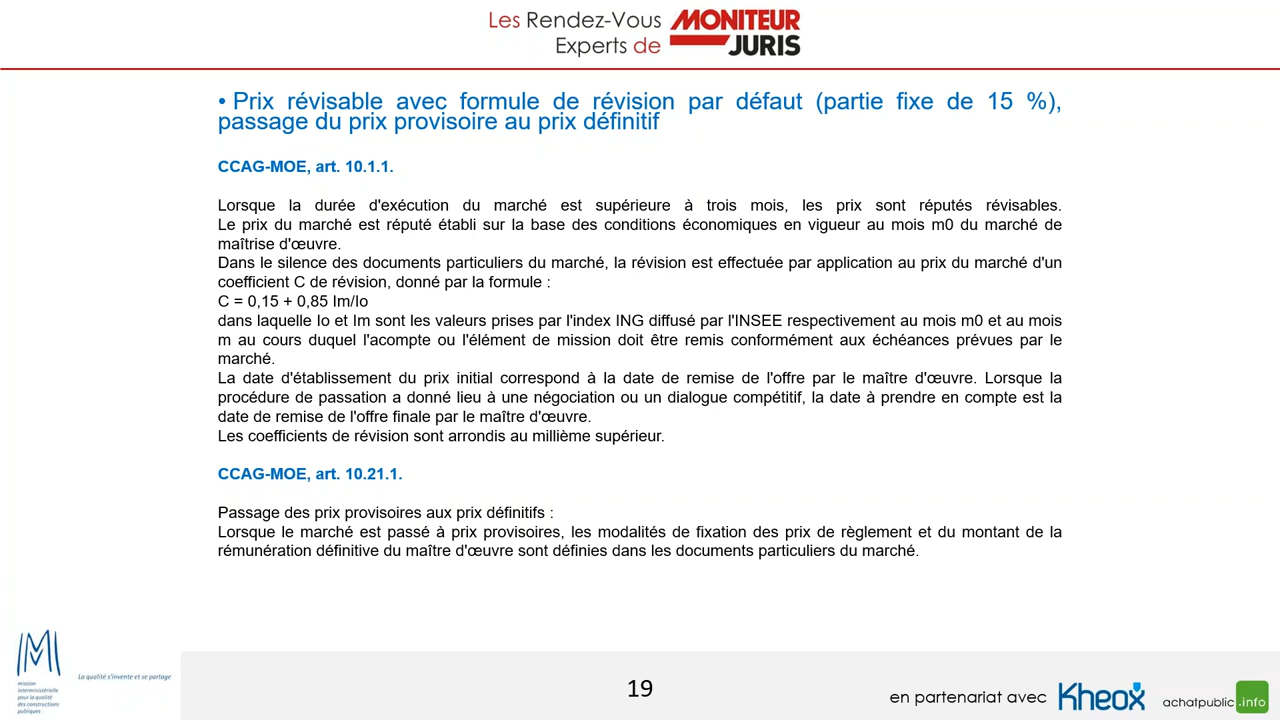 Les Rendez-Vous
Experts de
MONITEUR
JURIS
• Prix révisable avec formule de révision par défaut (partie fixe de 15 %),
passage du prix provisoire au prix définitif
CCAG-MOE, art. 10.1.1.
Lorsque la durée d'exécution du marché est supérieure à trois mois, les prix sont réputés révisables.
Le prix du marché est réputé établi sur la base des conditions économiques en vigueur au mois m0 du marché de
maîtrise d'œuvre.
Dans le silence des documents particuliers du marché, la révision est effectuée par application au prix du marché d'un
coefficient C de révision, donné par la formule :
C = 0,15 + 0,85 Im/Io
dans laquelle Io et Im sont les valeurs prises par l'index ING diffusé par l'INSEE respectivement au mois m0 et au mois
m au cours duquel l'acompte ou l'élément de mission doit être remis conformément aux échéances prévues par le
marché.
La date d'établissement du prix initial correspond à la date de remise de l'offre par le maître d'œuvre. Lorsque la
procédure de passation a donné lieu à une négociation ou un dialogue compétitif, la date à prendre en compte est la
date de remise de l'offre finale par le maître d'œuvre.
Les coefficients de révision sont arrondis au millième supérieur.
CCAG-MOE, art. 10.21.1.
Passage des prix provisoires aux prix définitifs :
Lorsque le marché est passé à prix provisoires, les modalités de fixation des prix de règlement et du montant de la
rémunération définitive du maître d'œuvre sont définies dans les documents particuliers du marché.
mission
interministérielle
pour la qualité
des constructions
publiques
La qualité s'invente et se partage
19
en partenariat avec
Kheox
achatpublic.info